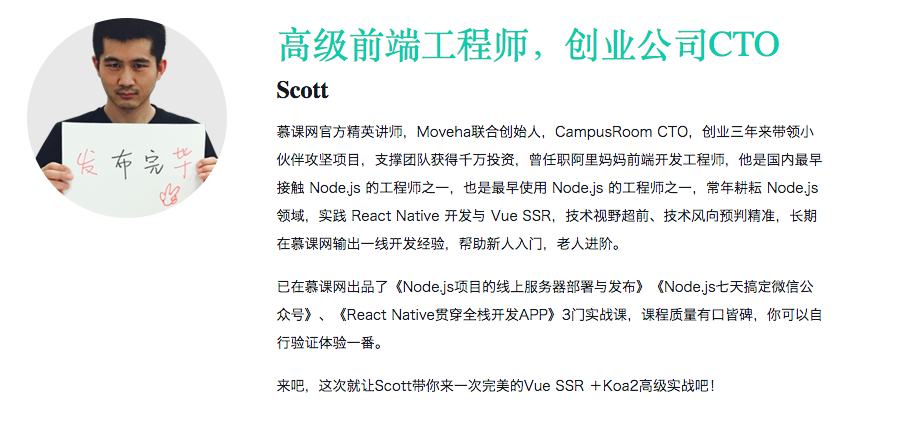 高级前端工程师，创业公司CTO
Scott
发布完毕
慕课网官方精英讲师，Moveha联合创始人，CampusRoom CTO，创业三年来带领小
伙伴攻坚项目，支撑团队获得千万投资，曾任职阿里妈妈前端开发工程师，他是国内最早
接触 Node.js 的工程师之一，也是最早使用 Node.js 的工程师之一，常年耕耘 Node.js
领域，实践 React Native 开发与 Vue SSR，技术视野超前、技术风向预判精准，长期
在慕课网输出一线开发经验，帮助新人入门，老人进阶。
已在慕课网出品了《Node.js项目的线上服务器部署与发布》《Node.js七天搞定微信公
众号》、《React Native贯穿全栈开发APP》3门实战课，课程质量有口皆碑，你可以自
行验证体验一番。
来吧，这次就让Scott带你来一次完美的Vue SSR ＋Koa2高级实战吧！